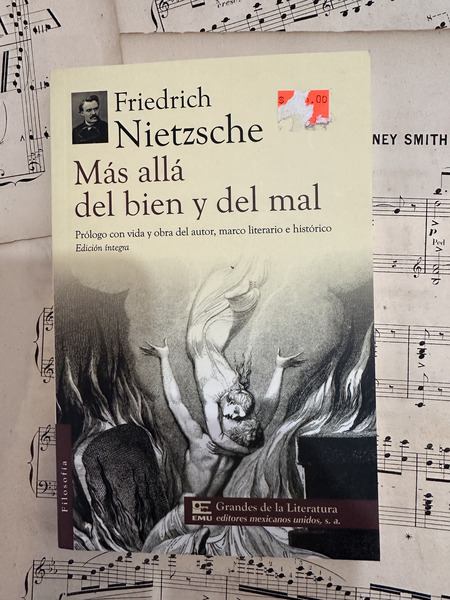 Friedrich
Nietzsche
Más allá
del bien y del mal
Prólogo con vida y obra del autor, marco literario e histórico
Edición íntegra
Filosofía
EMU
Grandes de la Literatura
editores mexicanos unidos, s. a.
NEY SMITH
Ped